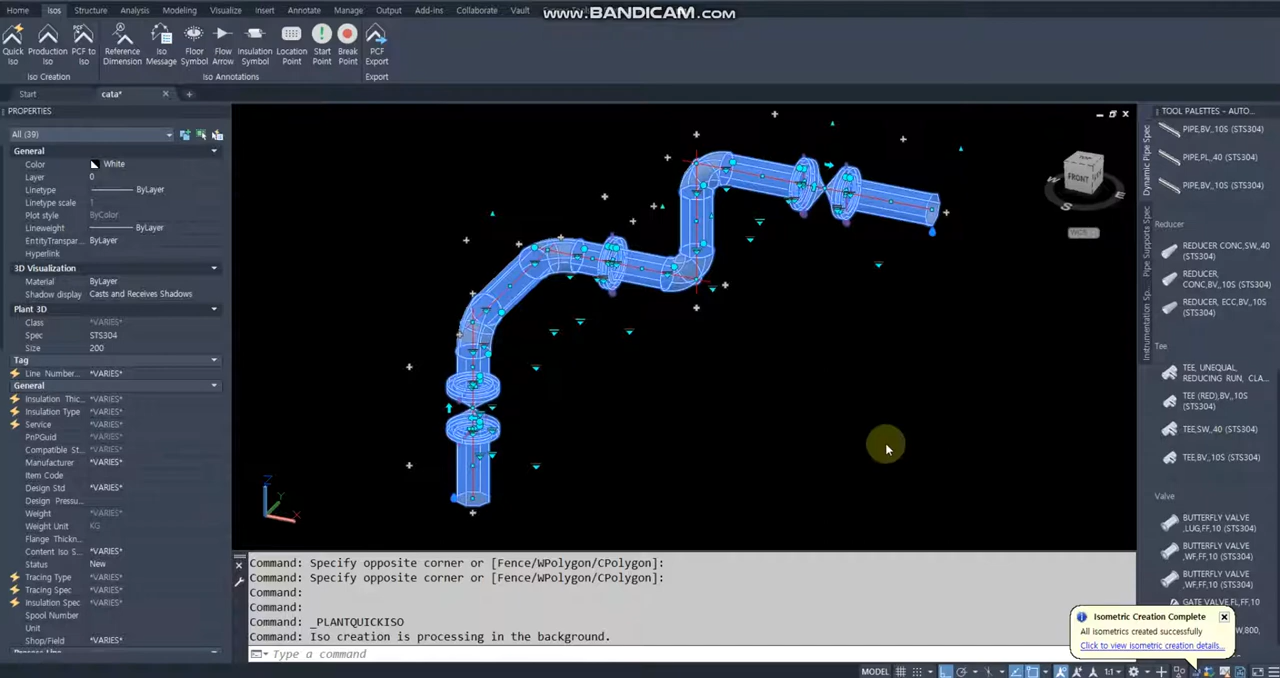 Home Isos Structure Analysis Modeling Visualize Insert Annotate Manage Output Add-ins Collaborate Vault
www.BANDICAM.com
Quick Iso
Production Iso
PCF to Iso
Reference Dimension
Iso Message
Floor Symbol
Flow Arrow
Insulation Symbol
Location Point
Start Point
Break Point
PCF Export
Iso Creation
Iso Annotations
Export
Start
cata*
PROPERTIES
All (39)
General
Color White
Layer 0
Linetype ByLayer
Linetype scale 1
Plot style ByColor
Lineweight ByLayer
EntityTranspar... ByLayer
Hyperlink
3D Visualization
Material ByLayer
Shadow display Casts and Receives Shadows
Plant 3D
Class *VARIES*
Spec STS304
Size 200
Tag
Line Number... *VARIES*
General
Insulation Thic... *VARIES*
Insulation Type *VARIES*
Service *VARIES*
PnPGuid *VARIES*
Compatible St... *VARIES*
Manufacturer *VARIES*
Item Code
Design Std *VARIES*
Design Pressu...
Weight *VARIES*
Weight Unit KG
Flange Thickn...
Content Iso S... *VARIES*
Status New
Tracing Type *VARIES*
Tracing Spec *VARIES*
Insulation Spec *VARIES*
Spool Number
Unit
Shop/Field *VARIES*
FRONT
S
E
WCS
Z
Y
X
TOOL PALETTES - AUTO...
Dynamic Pipe Spec
Pipe Supports Spec
Instrumentation Sp...
PIPE,BV,,10S (STS304)
PIPE,PL,,40 (STS304)
PIPE,BV,,10S (STS304)
Reducer
REDUCER CONC,SW,,40
(STS304)
REDUCER,
CONC,BV,,10S (STS304)
REDUCER, ECC,BV,,10S
(STS304)
Tee
TEE, UNEQUAL,
REDUCING RUN, CLA...
TEE (RED),BV,,10S
(STS304)
TEE,SW,,40 (STS304)
TEE,BV,,10S (STS304)
Valve
BUTTERFLY VALVE
,LUG,FF,10 (STS304)
BUTTERFLY VALVE
,WF,FF,10 (STS304)
BUTTERFLY VALVE
,WF,FF,10 (STS304)
GATE VALVE,FL,FF,10
Command: Specify opposite corner or [Fence/WPolygon/CPolygon]:
Command: Specify opposite corner or [Fence/WPolygon/CPolygon]:
Command:
Command:
Command: _PLANTQUICKISO
Command: Iso creation is processing in the background.
Type a command
Isometric Creation Complete
All isometrics created successfully
Click to view isometric creation details...
MODEL
1:1